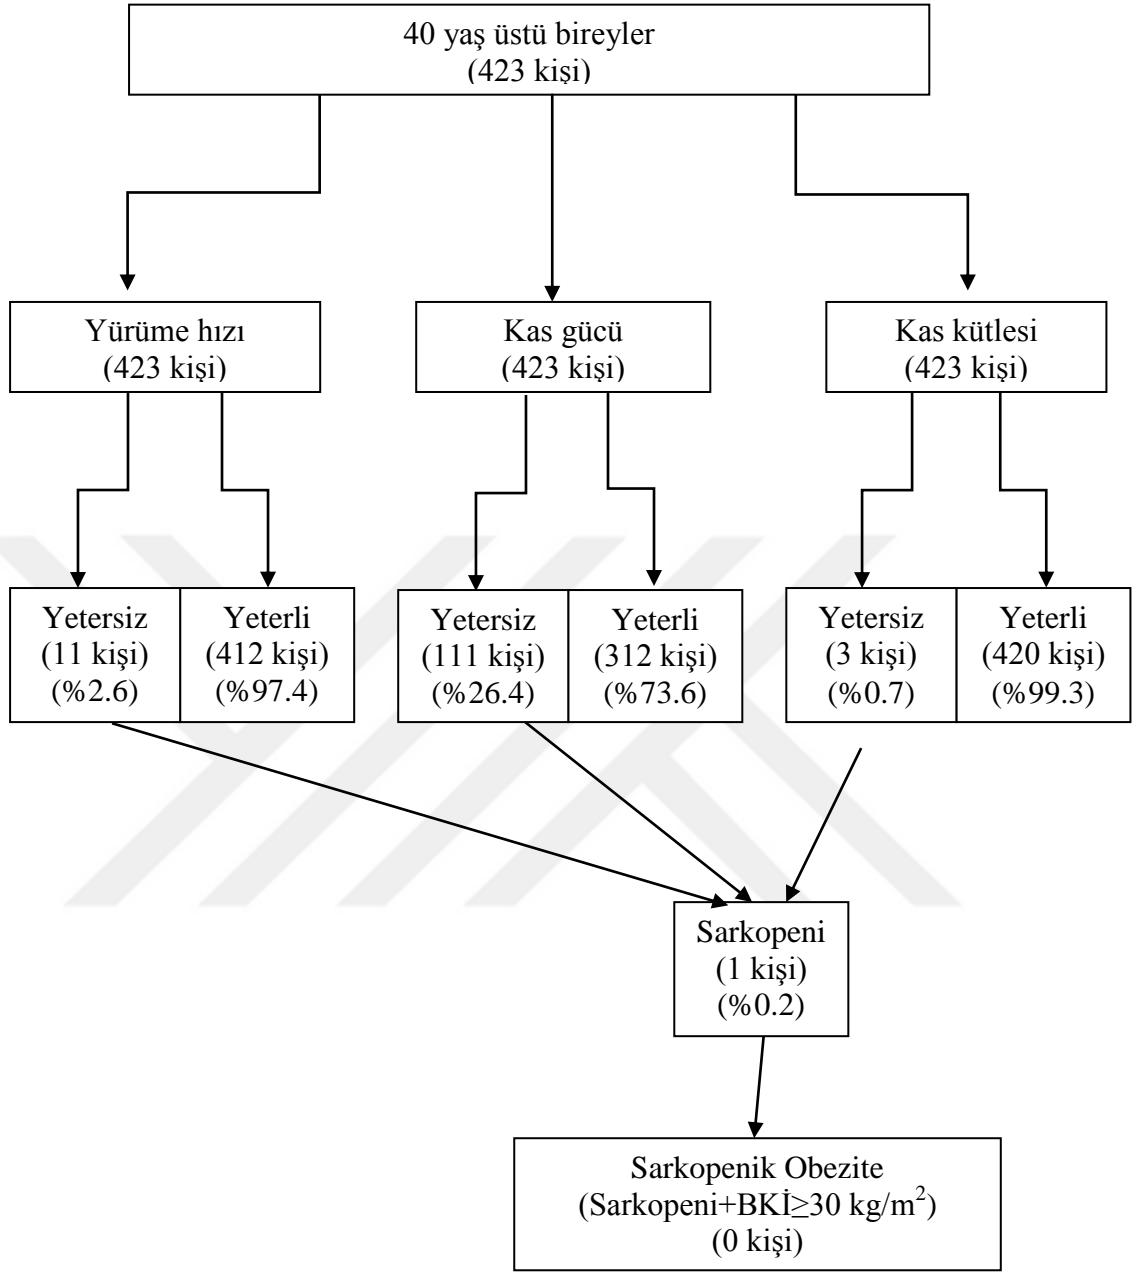 40 yaş üstü bireyler
(423 kişi)
Yürüme hızı
(423 kişi)
Kas gücü
(423 kişi)
Kas kütlesi
(423 kişi)
Yetersiz
(11 kişi)
(%2.6)
Yeterli
(412 kişi)
(%97.4)
Yetersiz
(111 kişi)
(%26.4)
Yeterli
(312 kişi)
(%73.6)
Yetersiz
(3 kişi)
(%0.7)
Yeterli
(420 kişi)
(%99.3)
Sarkopeni
(1 kişi)
(%0.2)
Sarkopenik Obezite
(Sarkopeni+BKİ≥30 kg/m²)
(0 kişi)